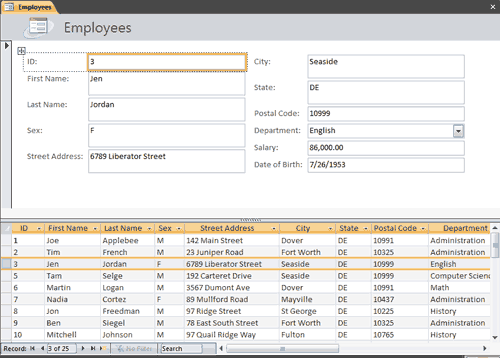 Employees
Employees
ID: 3 City: Seaside
First Name: Jen State: DE
Last Name: Jordan Postal Code: 10999
Sex: F Department: English
Salary: 86,000.00
Street Address: 6789 Liberator Street Date of Birth: 7/26/1953
ID First Name Last Name Sex Street Address City State Postal Code Department
1 Joe Applebee M 142 Main Street Dover DE 10991 Administration
2 Tim French M 23 Juniper Road Fort Worth DE 10325 Administration
3 Jen Jordan F 6789 Liberator Street Seaside DE 10999 English
5 Tam Selge M 192 Carteret Drive Seaside DE 10999 Computer Scienc
6 Martin Logan M 3567 Dumont Ave Dover DE 10991 Math
7 Nadia Cortez F 89 Mullford Road Mayville DE 10437 Administration
8 Jon Freedman M 97 Ridge Street St George DE 10225 History
9 Ben Siegel M 78 East South Street Fort Worth DE 10325 Administration
10 Mitchell Johnson M 97 Quail Ridge Way Fulton DE 10765 History
Record: 3 of 25 No Filter Search